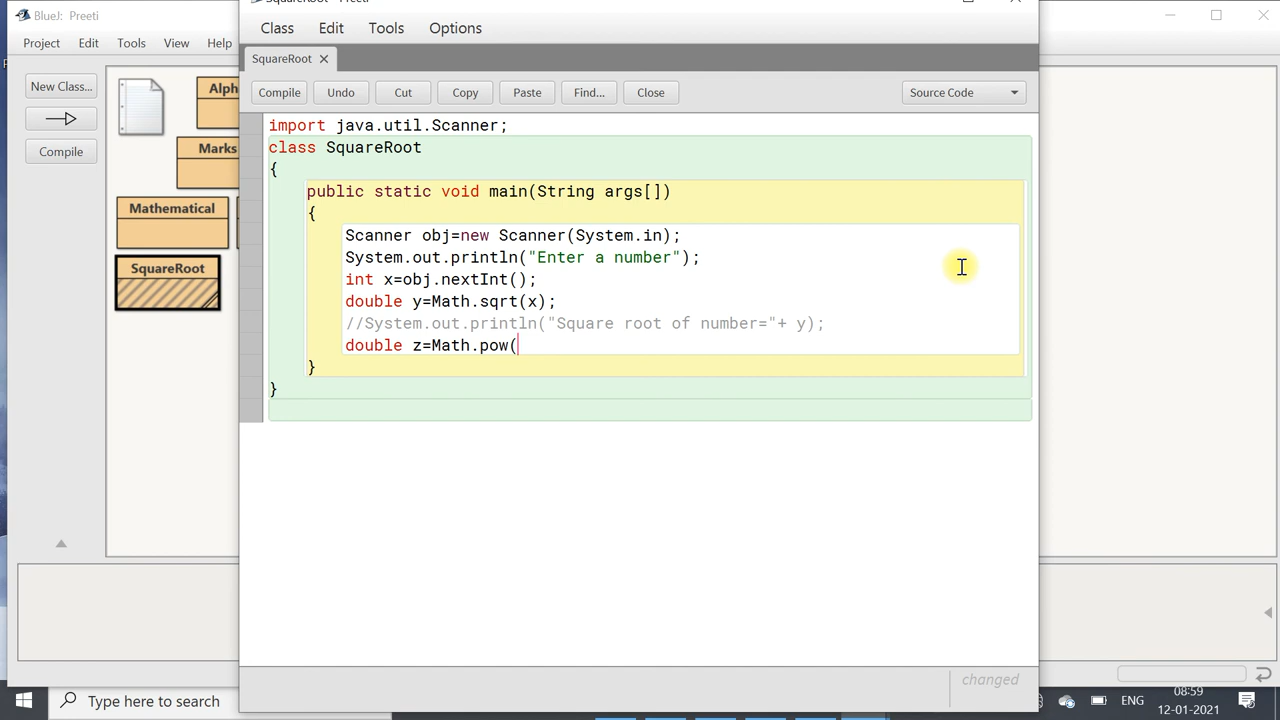 BlueJ: Preeti
SquareRoot - Preeti
Project Edit Tools View Help
Class Edit Tools Options
SquareRoot
New Class...
Compile
Compile Undo Cut Copy Paste Find... Close Source Code
Alph
Marks
Mathematical
SquareRoot
import java.util.Scanner;
class SquareRoot
{
public static void main(String args[])
{
Scanner obj=new Scanner(System.in);
System.out.println("Enter a number");
int x=obj.nextInt();
double y=Math.sqrt(x);
//System.out.println("Square root of number="+ y);
double z=Math.pow(
}
}
changed
Type here to search
ENG
08:59
12-01-2021